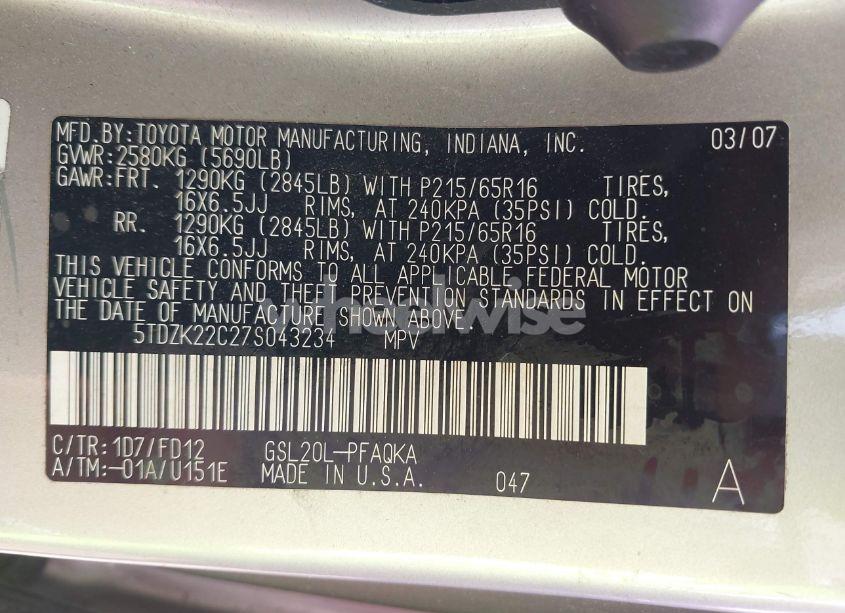 MFD.BY:TOYOTA MOTOR MANUFACTURING, INDIANA, INC. 03/07
GVWR:2580KG (5690LB)
GAWR:FRT. 1290KG (2845LB) WITH P215/65R16 TIRES,
16X6.5JJ RIMS, AT 240KPA (35PSI) COLD.
RR. 1290KG (2845LB) WITH P215/65R16 TIRES,
16X6.5JJ RIMS, AT 240KPA (35PSI) COLD.
THIS VEHICLE CONFORMS TO ALL APPLICABLE FEDERAL MOTOR
VEHICLE SAFETY AND THEFT PREVENTION STANDARDS IN EFFECT ON
THE DATE OF MANUFACTURE SHOWN ABOVE.
wheelwise
5TDZK22C27S043234 MPV
C/TR:1D7/FD12 GSL20L-PFAQKA
A/TM:-01A/U151E MADE IN U.S.A. 047 A